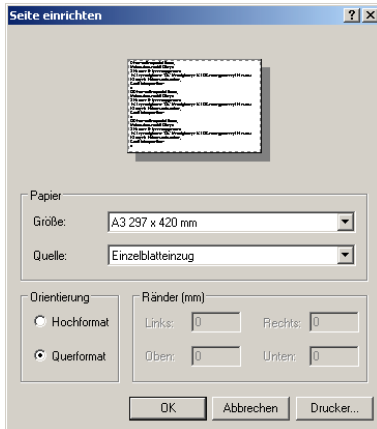 Seite einrichten
Papier
Größe: A3 297 x 420 mm
Quelle: Einzelblatteinzug
Orientierung
Hochformat
Querformat
Ränder (mm)
Links: 0 Rechts: 0
Oben: 0 Unten: 0
OK Abbrechen Drucker...